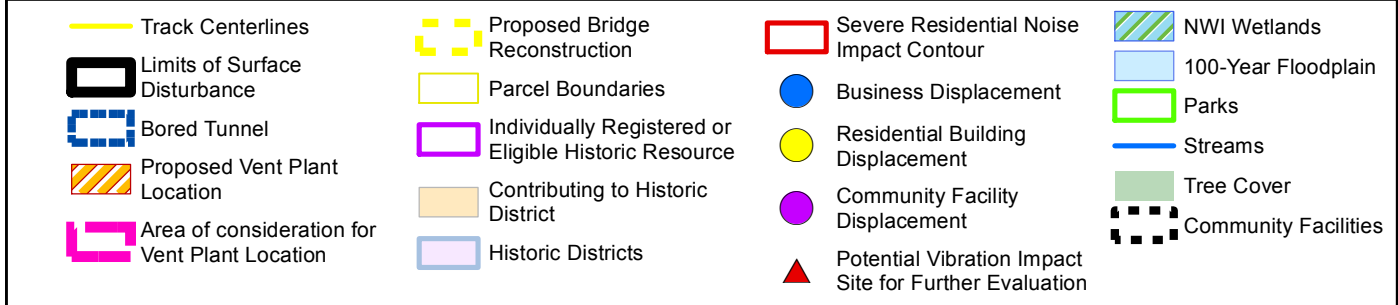 Track Centerlines
Limits of Surface
Disturbance
Bored Tunnel
Proposed Vent Plant
Location
Area of consideration for
Vent Plant Location
Proposed Bridge
Reconstruction
Parcel Boundaries
Individually Registered or
Eligible Historic Resource
Contributing to Historic
District
Historic Districts
Severe Residential Noise
Impact Contour
Business Displacement
Residential Building
Displacement
Community Facility
Displacement
Potential Vibration Impact
Site for Further Evaluation
NWI Wetlands
100-Year Floodplain
Parks
Streams
Tree Cover
Community Facilities